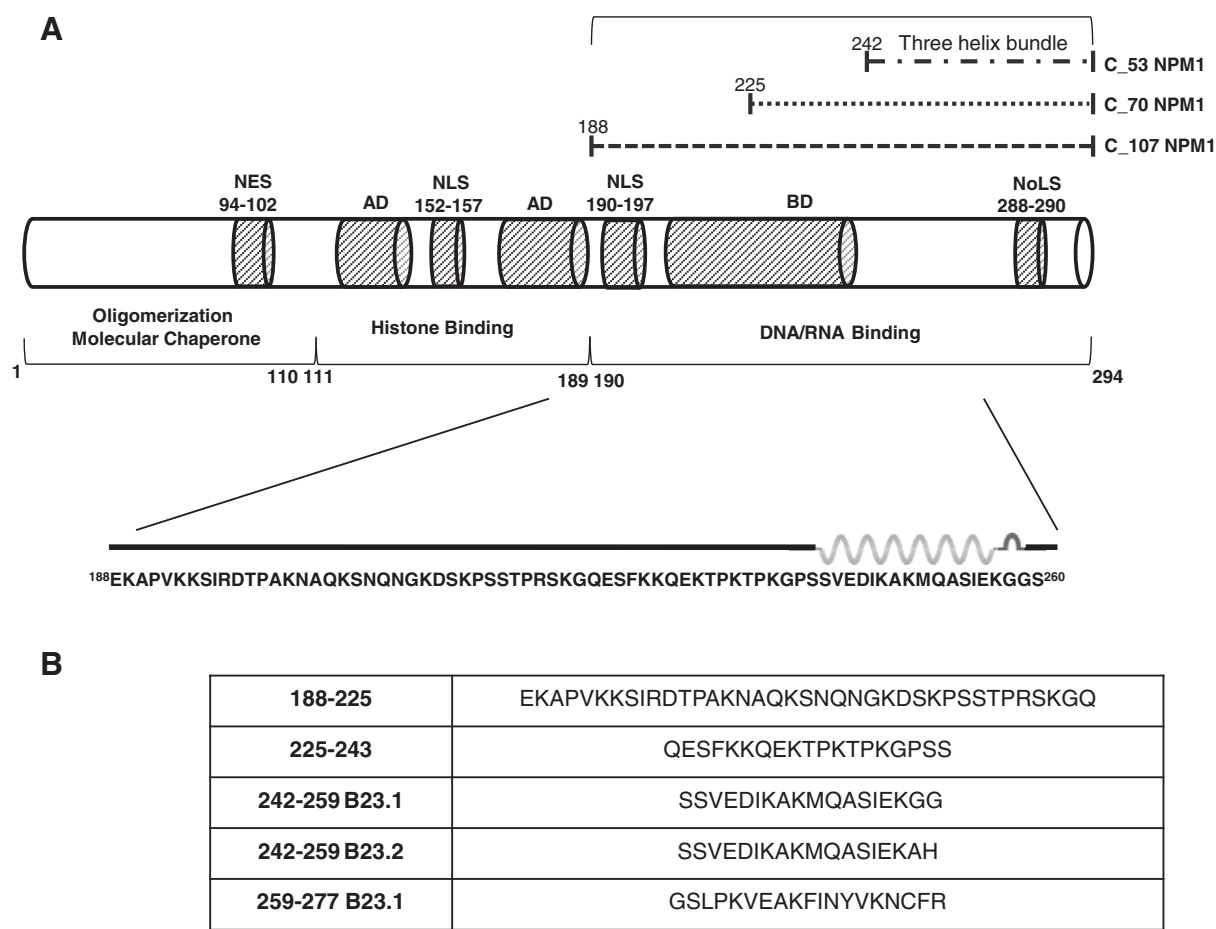 A
242 Three helix bundle
C_53 NPM1
225
C_70 NPM1
188
C_107 NPM1
NES
94-102
AD
NLS
152-157
AD
NLS
190-197
BD
NoLS
288-290
Oligomerization
Molecular Chaperone
Histone Binding
DNA/RNA Binding
1
110 111
189 190
294
188EKAPVKKSIRDTPAKNAQKSNQNGKDSKPSSTPRSKGQESFKKQEKTPKTPKGPSSVEDIKAKMQASIEKGGS260
B
188-225 EKAPVKKSIRDTPAKNAQKSNQNGKDSKPSSTPRSKGQ
225-243 QESFKKQEKTPKTPKGPSS
242-259 B23.1 SSVEDIKAKMQASIEKGG
242-259 B23.2 SSVEDIKAKMQASIEKAH
259-277 B23.1 GSLPKVEAKFINYVKNCFR